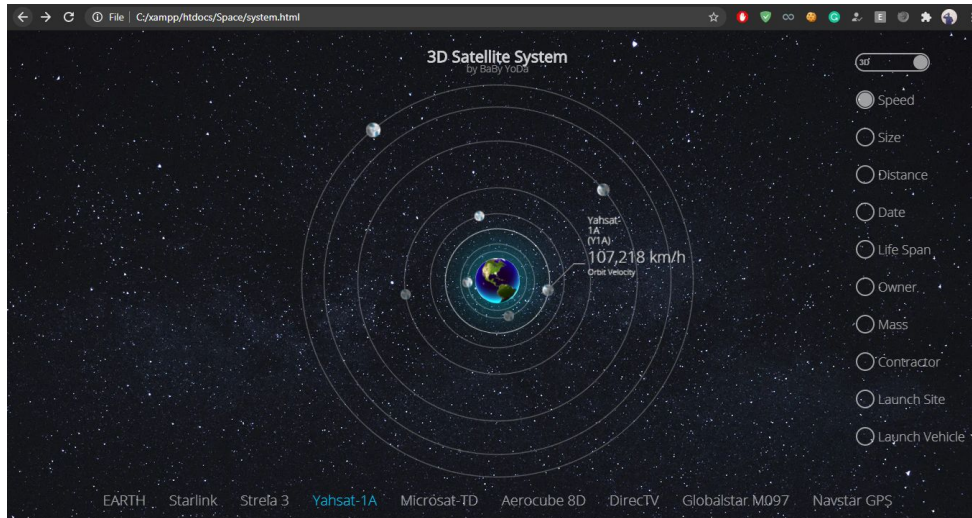 File | C:/xampp/htdocs/Space/system.html
3D Satellite System
by BaBy YoDa
3D
Speed
Size
Distance
Date
Life Span
Owner
Mass
Contractor
Launch Site
Launch Vehicle
Yahsat-
1A
(Y1A)
107,218 km/h
Orbit Velocity
EARTH Starlink Strela 3 Yahsat-1A Microsat-TD Aerocube 8D DirecTV Globalstar M097 Navstar GPS